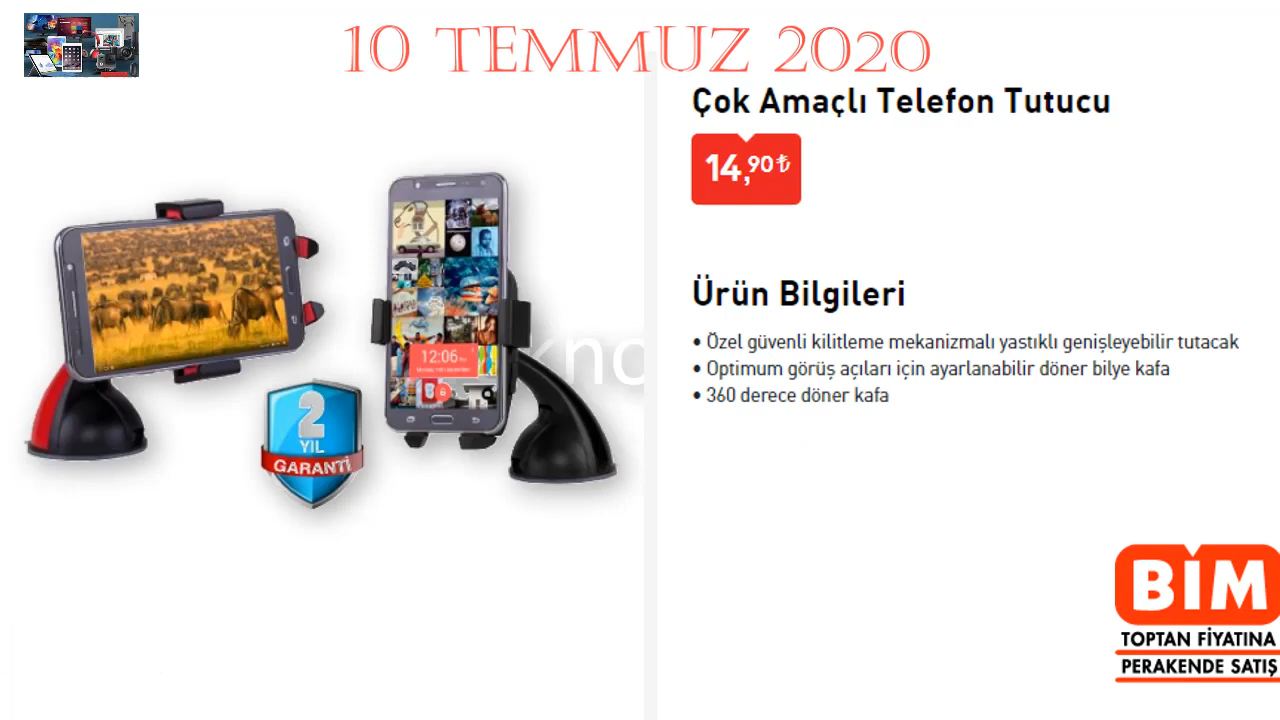 10 TEMMUZ 2020
Çok Amaçlı Telefon Tutucu
14,90₺
2
YIL
GARANTİ
12:06
kno
Ürün Bilgileri
• Özel güvenli kilitleme mekanizmalı yastıklı genişleyebilir tutacak
• Optimum görüş açıları için ayarlanabilir döner bilye kafa
• 360 derece döner kafa
BİM
TOPTAN FİYATINA
PERAKENDE SATIŞ